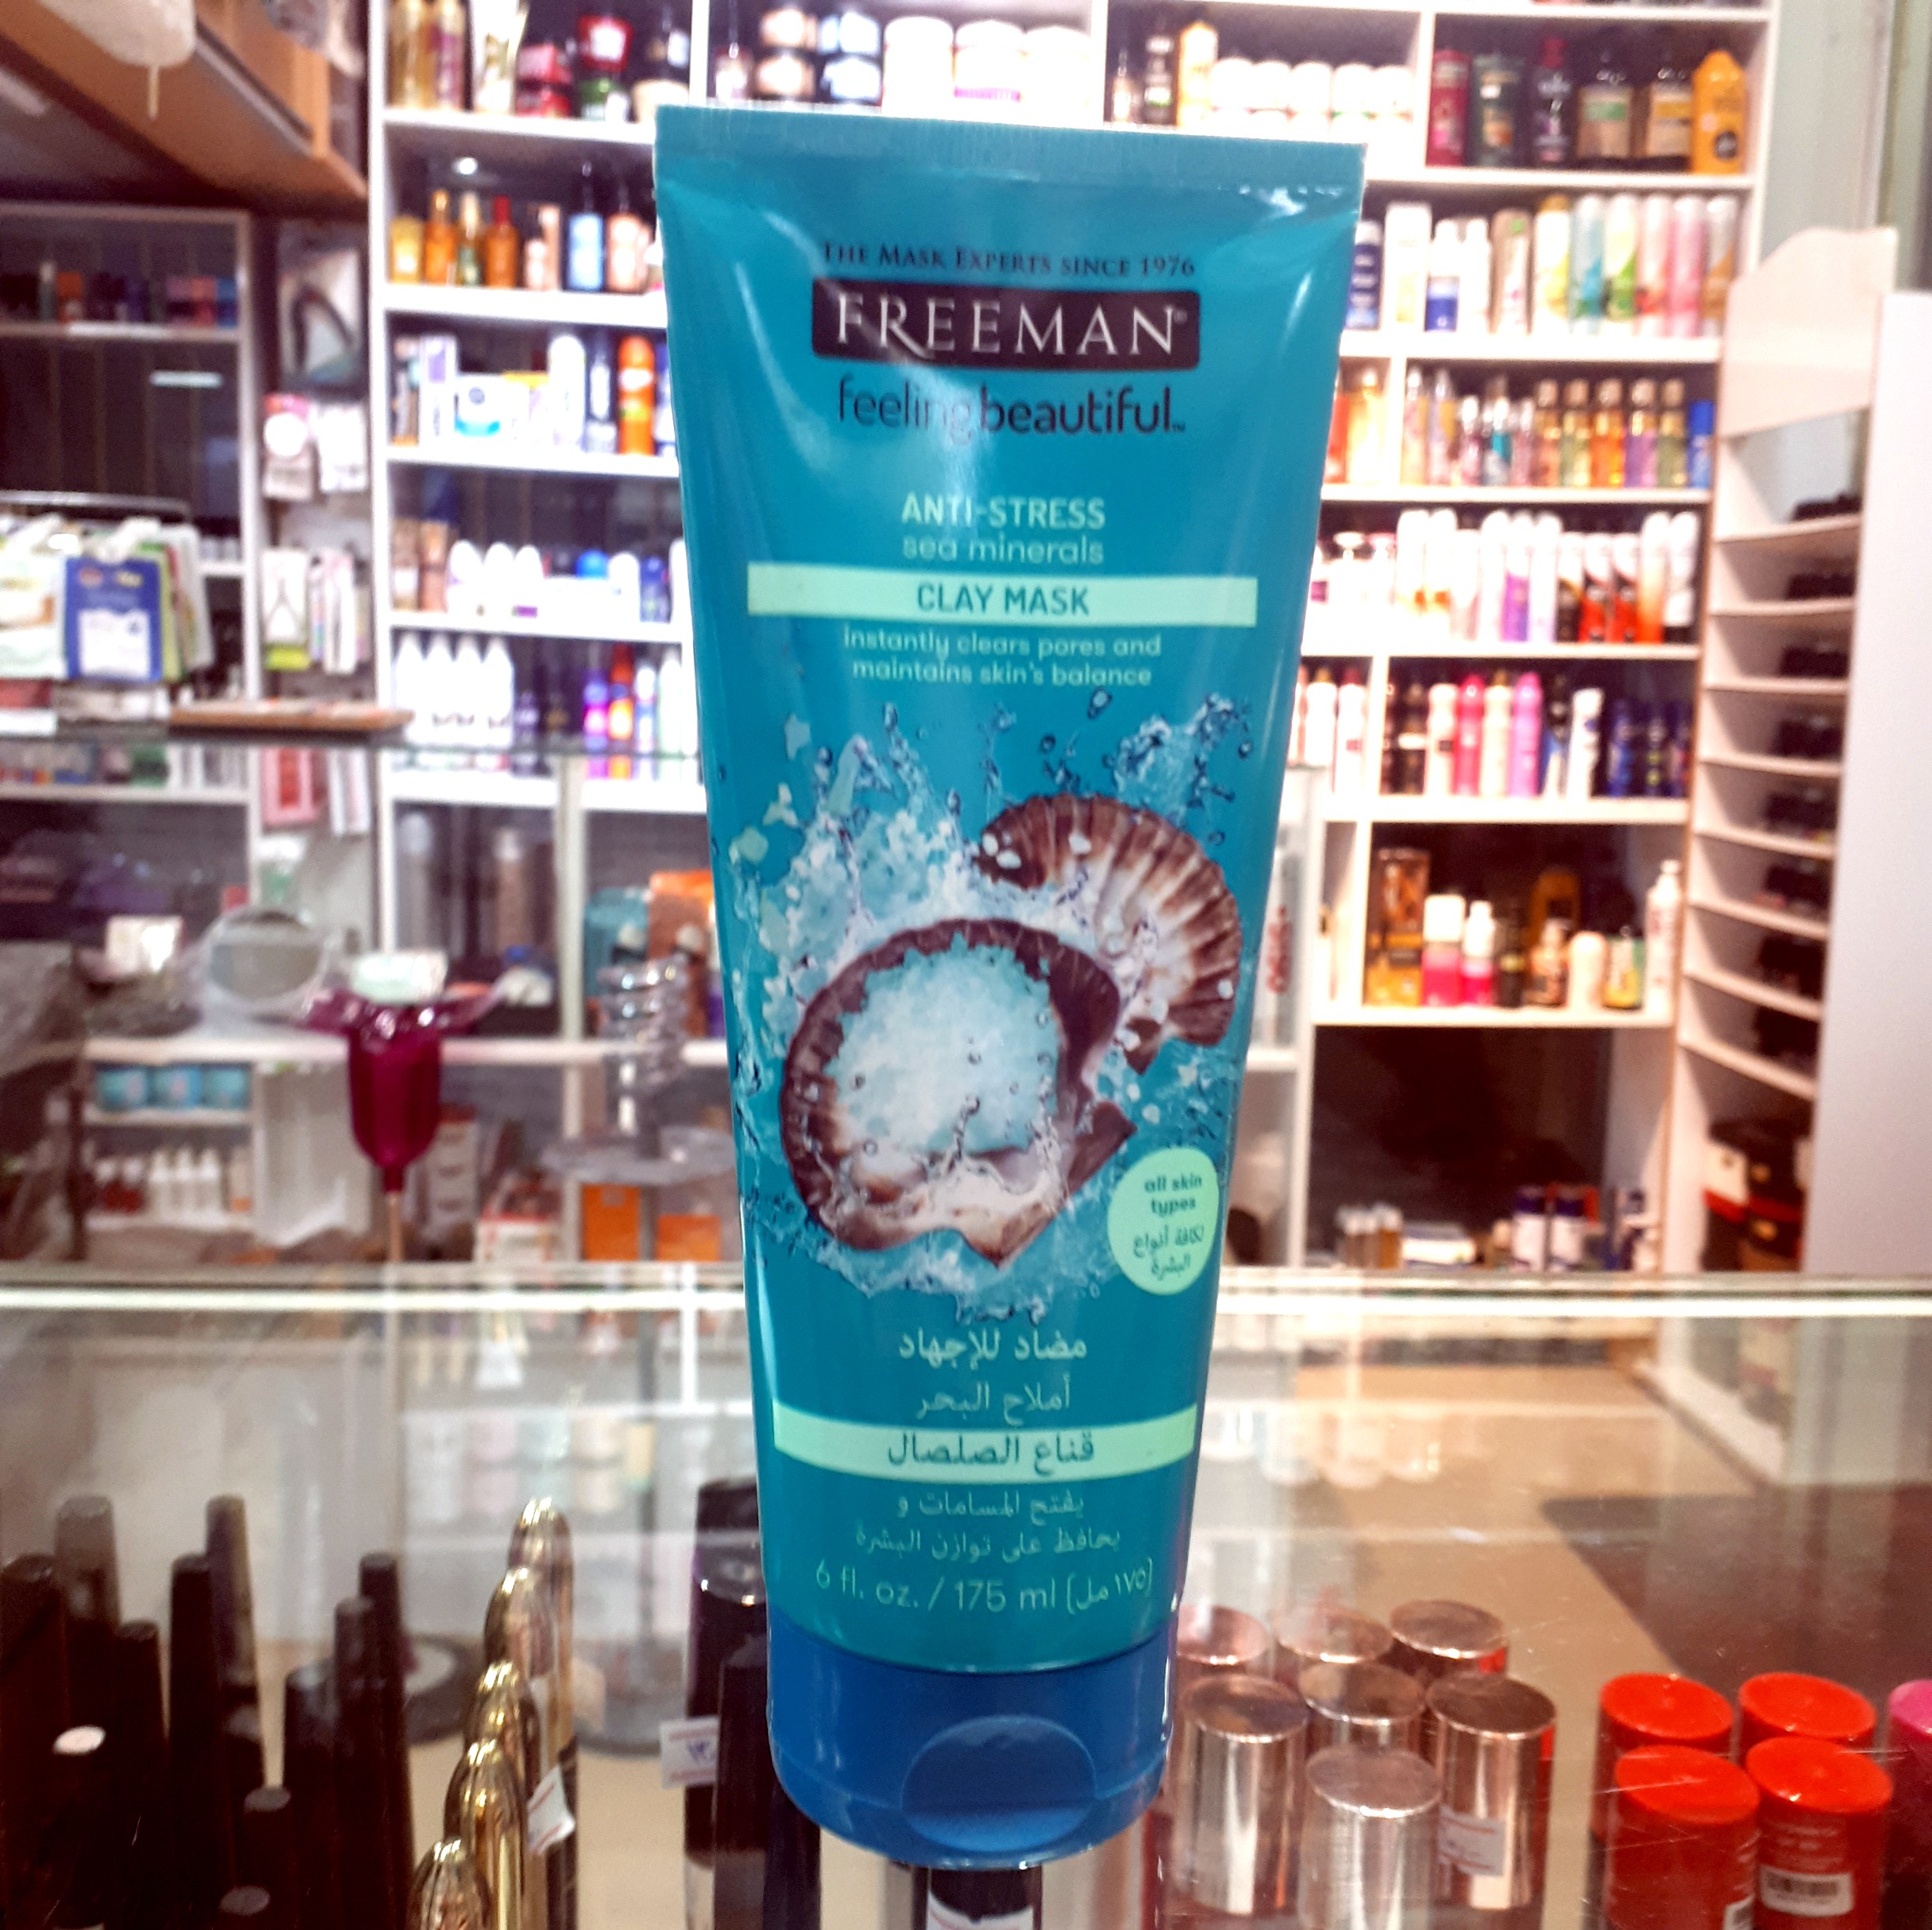 THE MASK EXPERTS SINCE 1976
FREEMAN®
feeling beautiful™
ANTI-STRESS
sea minerals
CLAY MASK
instantly clears pores and
maintains skin's balance
all skin
types
لكافة أنواع
البشرة
مضاد للإجهاد
أملاح البحر
قناع الصلصال
يفتح المسامات و
يحافظ على توازن البشرة
6 fl. oz. / 175 ml (١٧٥ مل)